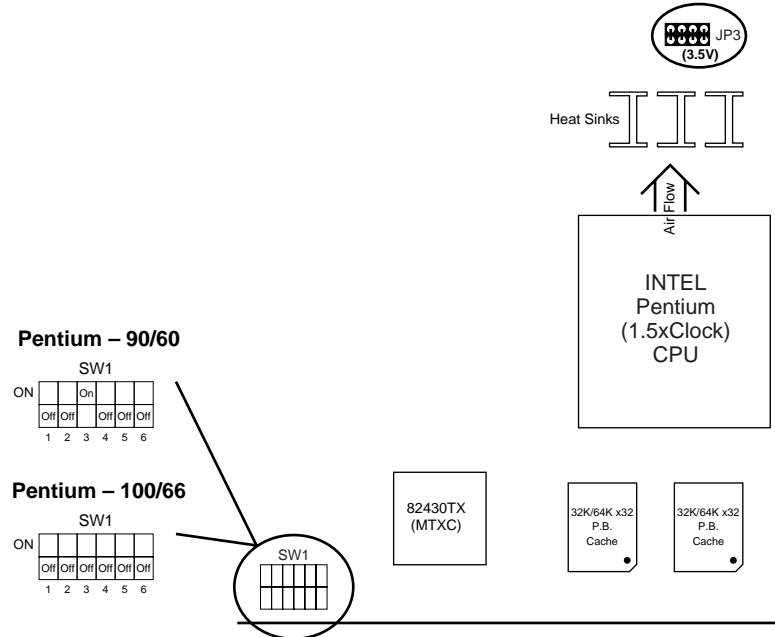 JP3
(3.5V)
Heat Sinks
Air Flow
INTEL
Pentium
(1.5xClock)
CPU
Pentium – 90/60
SW1
ON
On
Off Off Off Off Off
1 2 3 4 5 6
Pentium – 100/66
SW1
ON
Off Off Off Off Off Off
1 2 3 4 5 6
SW1
82430TX
(MTXC)
32K/64K x32
P.B.
Cache
32K/64K x32
P.B.
Cache